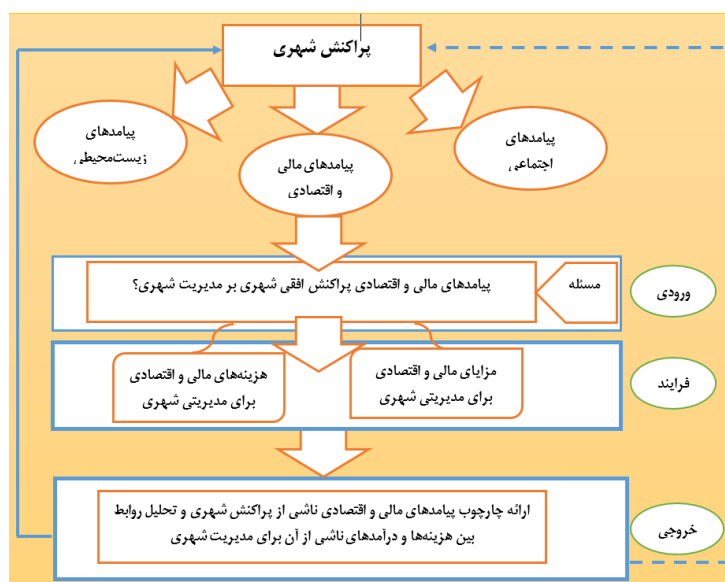 پراکنش شهری
پیامدهای
اجتماعی
پیامدهای مالی
و اقتصادی
پیامدهای
زیست‌محیطی
ورودی
مسئله
پیامدهای مالی و اقتصادی پراکنش افقی شهری بر مدیریت شهری؟
فرایند
مزایای مالی و اقتصادی
برای مدیریتی شهری
هزینه‌های مالی و اقتصادی
برای مدیریتی شهری
خروجی
ارائه چارچوب پیامدهای مالی و اقتصادی ناشی از پراکنش شهری و تحلیل روابط
بین هزینه‌ها و درآمدهای ناشی از آن برای مدیریت شهری